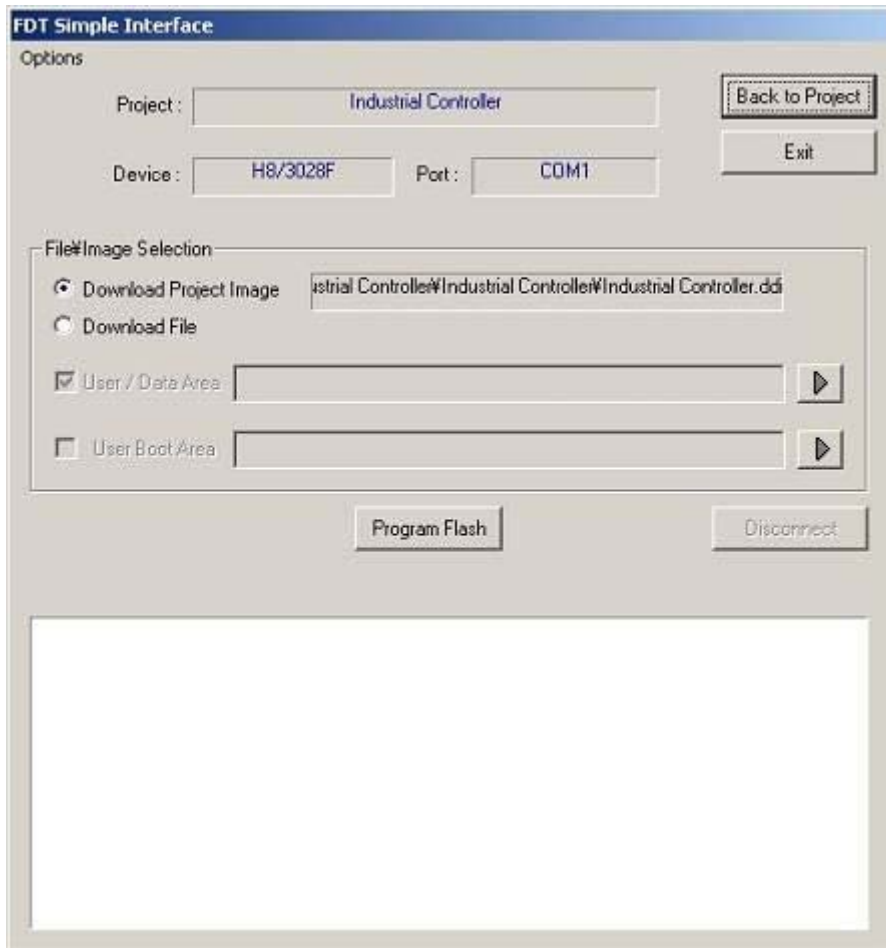 FDT Simple Interface
Options
Project : Industrial Controller
Back to Project
Exit
Device : H8/3028F Port : COM1
File¥Image Selection
Download Project Image ustrial Controller¥Industrial Controller¥Industrial Controller.ddi
Download File
User / Data Area
User Boot Area
Program Flash Disconnect